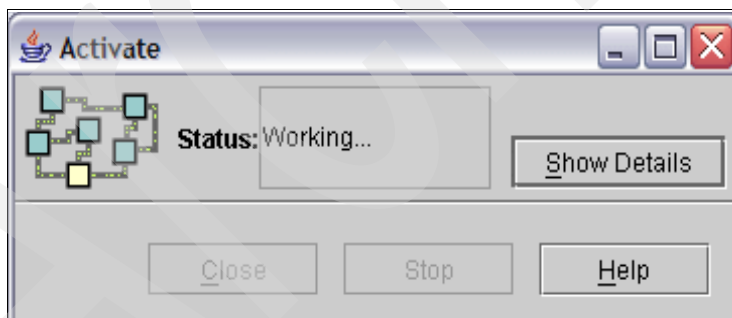 Activate
Status: Working...
Show Details
Close
Stop
Help